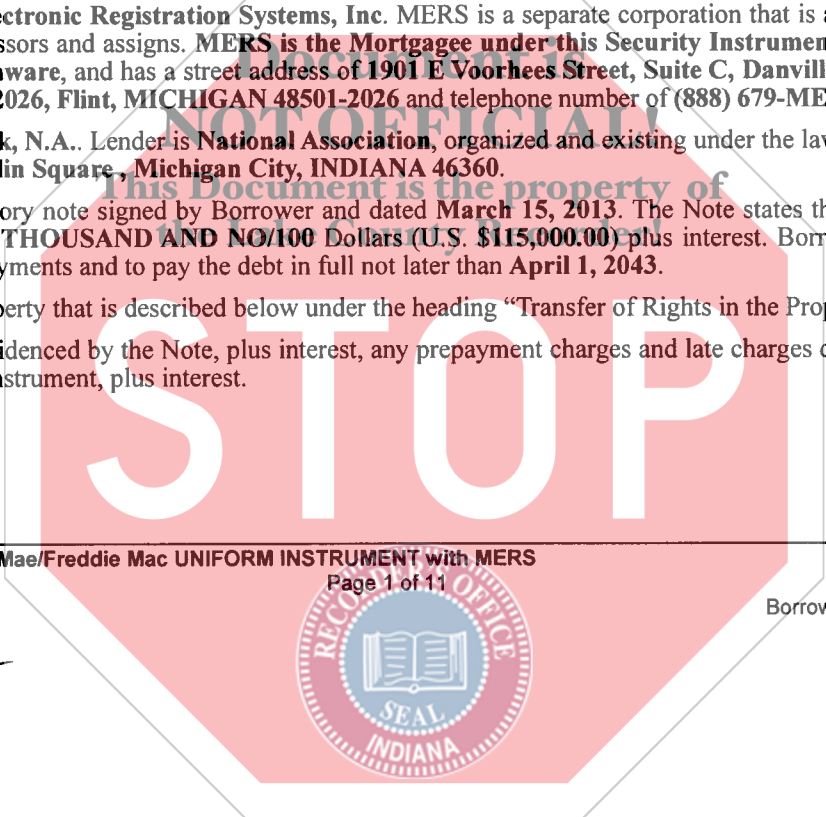 ectronic Registration Systems, Inc. MERS is a separate corporation that is a
ssors and assigns. MERS is the Mortgagee under this Security Instrumen
Document is
ware, and has a street address of 1901 E Voorhees Street, Suite C, Danvill
2026, Flint, MICHIGAN 48501-2026 and telephone number of (888) 679-ME
NOT OFFICIAL!
k, N.A.. Lender is National Association, organized and existing under the law
lin Square , Michigan City, INDIANA 46360.
This Document is the property of
ory note signed by Borrower and dated March 15, 2013. The Note states th
the Lake County Recorder!
THOUSAND AND NO/100 Dollars (U.S. $115,000.00) plus interest. Borr
yments and to pay the debt in full not later than April 1, 2043.
perty that is described below under the heading “Transfer of Rights in the Prop
idenced by the Note, plus interest, any prepayment charges and late charges d
nstrument, plus interest.
STOP
Mae/Freddie Mac UNIFORM INSTRUMENT with MERS
Page 1 of 11
Borrow
RECORDER'S OFFICE
SEAL
INDIANA